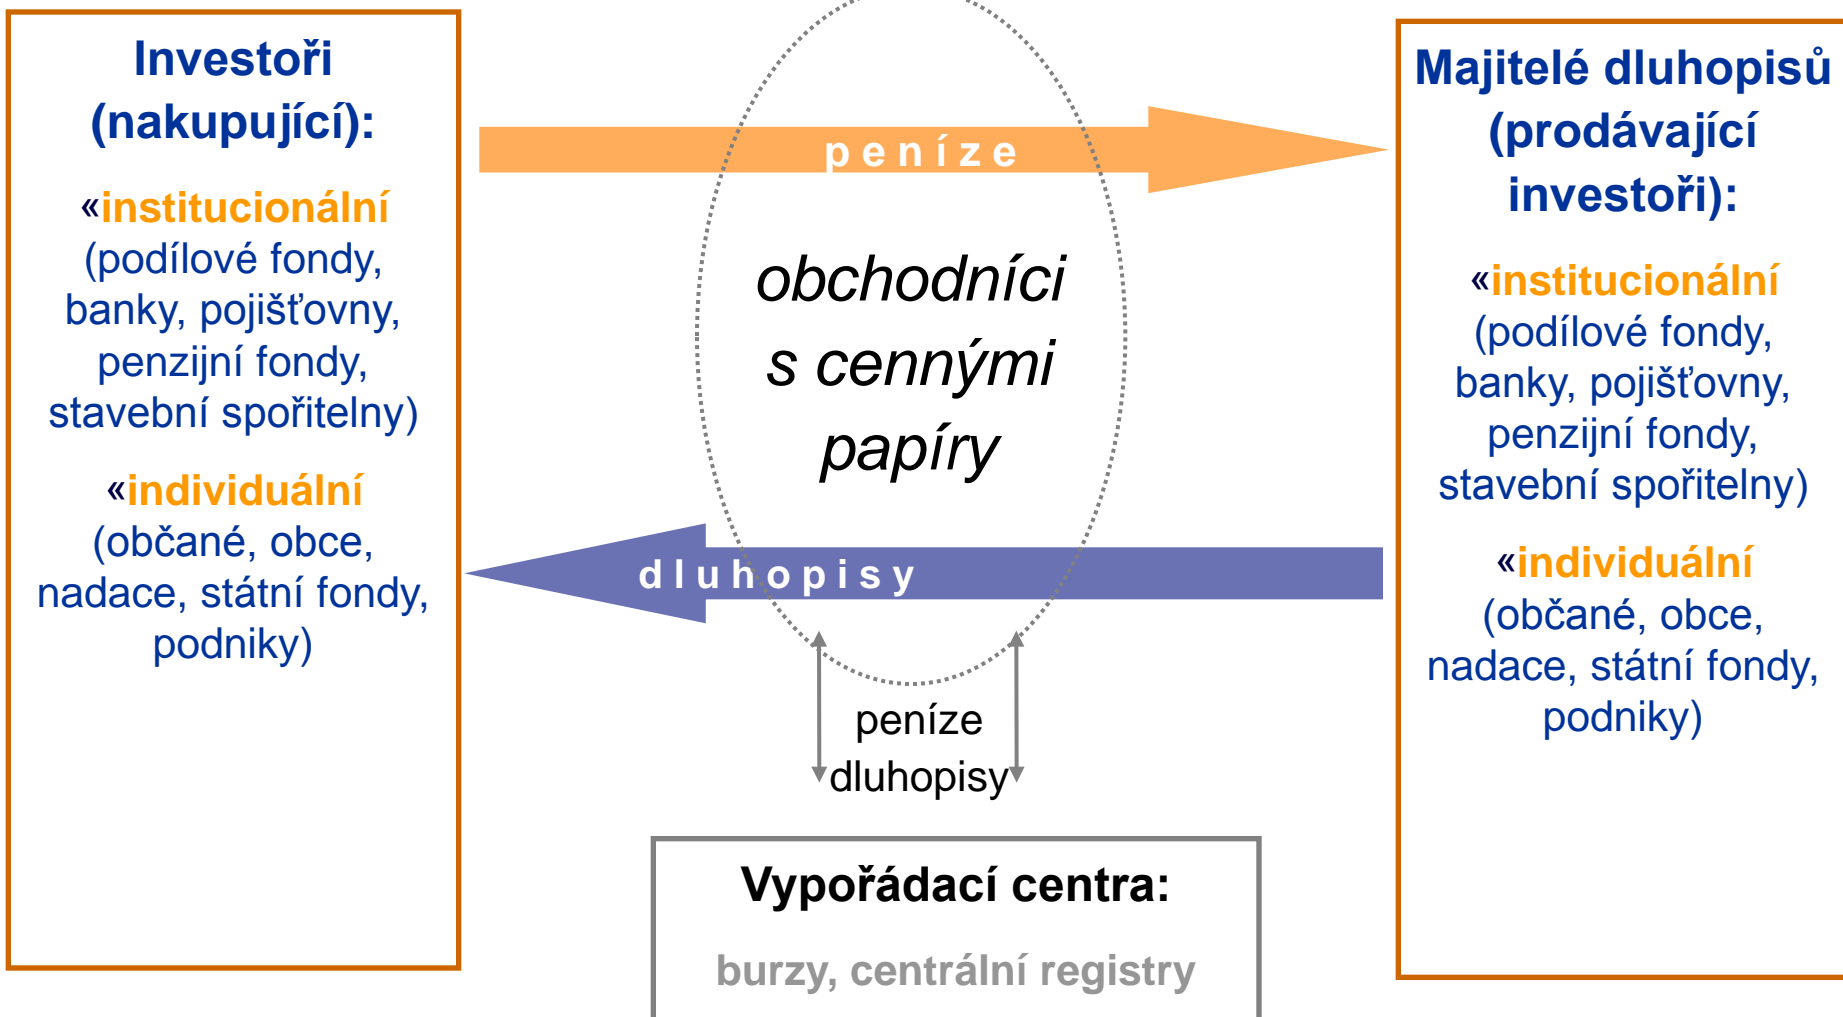 Investoři
(nakupující):
«institucionální
(podílové fondy,
banky, pojišťovny,
penzijní fondy,
stavební spořitelny)
«individuální
(občané, obce,
nadace, státní fondy,
podniky)
peníze
obchodníci
s cennými
papíry
dluhopisy
peníze
dluhopisy
Vypořádací centra:
burzy, centrální registry
Majitelé dluhopisů
(prodávající
investoři):
«institucionální
(podílové fondy,
banky, pojišťovny,
penzijní fondy,
stavební spořitelny)
«individuální
(občané, obce,
nadace, státní fondy,
podniky)